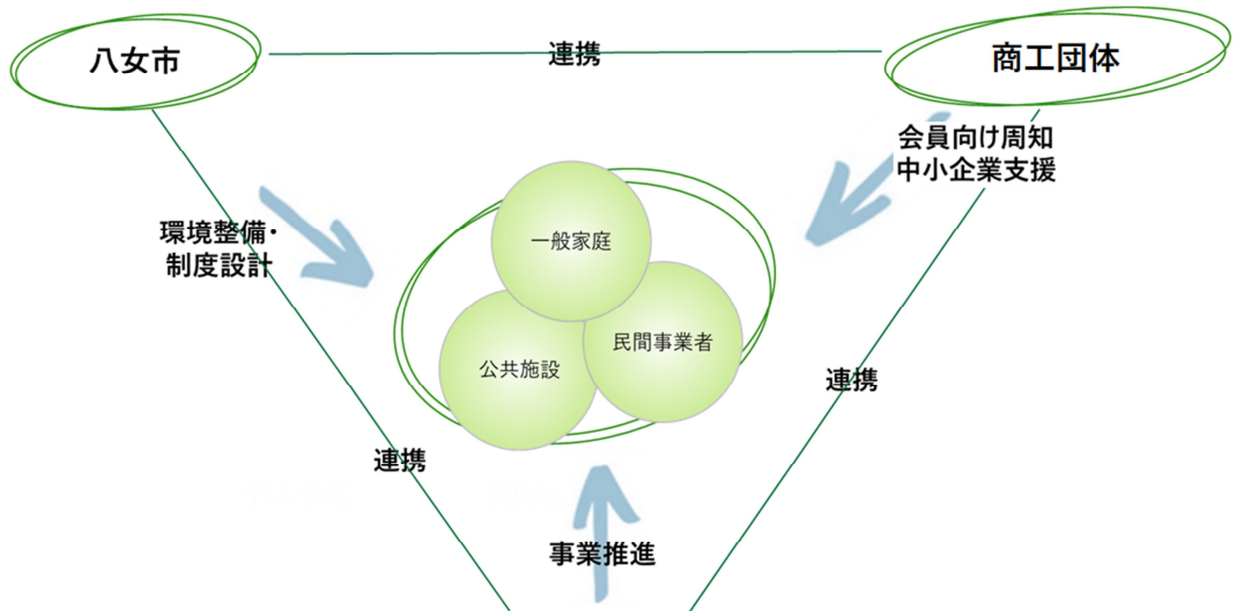 八女市
連携
商工団体
会員向け周知
中小企業支援
環境整備・
制度設計
一般家庭
民間事業者
公共施設
連携
連携
事業推進